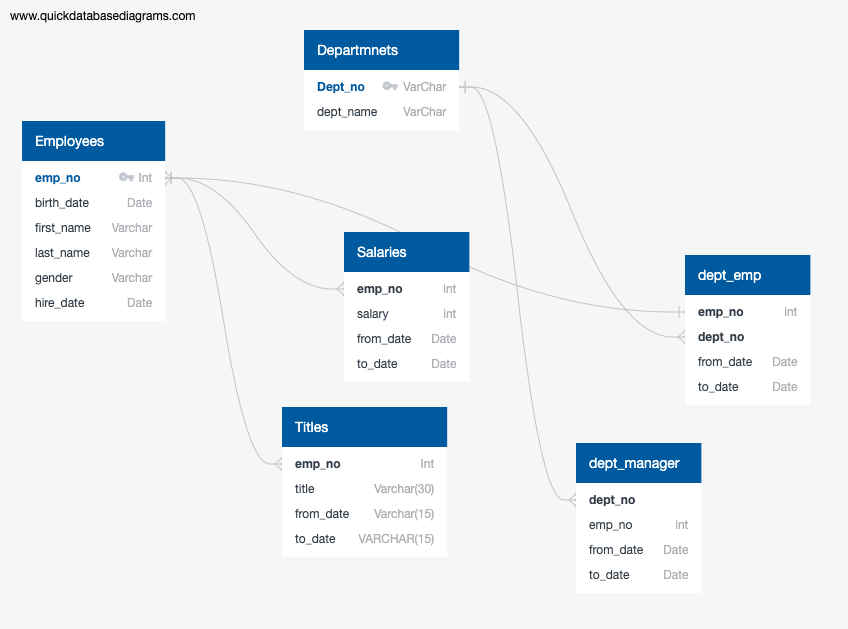 www.quickdatabasediagrams.com
Departmnets
Dept_no VarChar
dept_name VarChar
Employees
emp_no Int
birth_date Date
first_name Varchar
last_name Varchar
gender Varchar
hire_date Date
Salaries
emp_no int
salary int
from_date Date
to_date Date
dept_emp
emp_no int
dept_no
from_date Date
to_date Date
Titles
emp_no Int
title Varchar(30)
from_date Varchar(15)
to_date VARCHAR(15)
dept_manager
dept_no
emp_no int
from_date Date
to_date Date